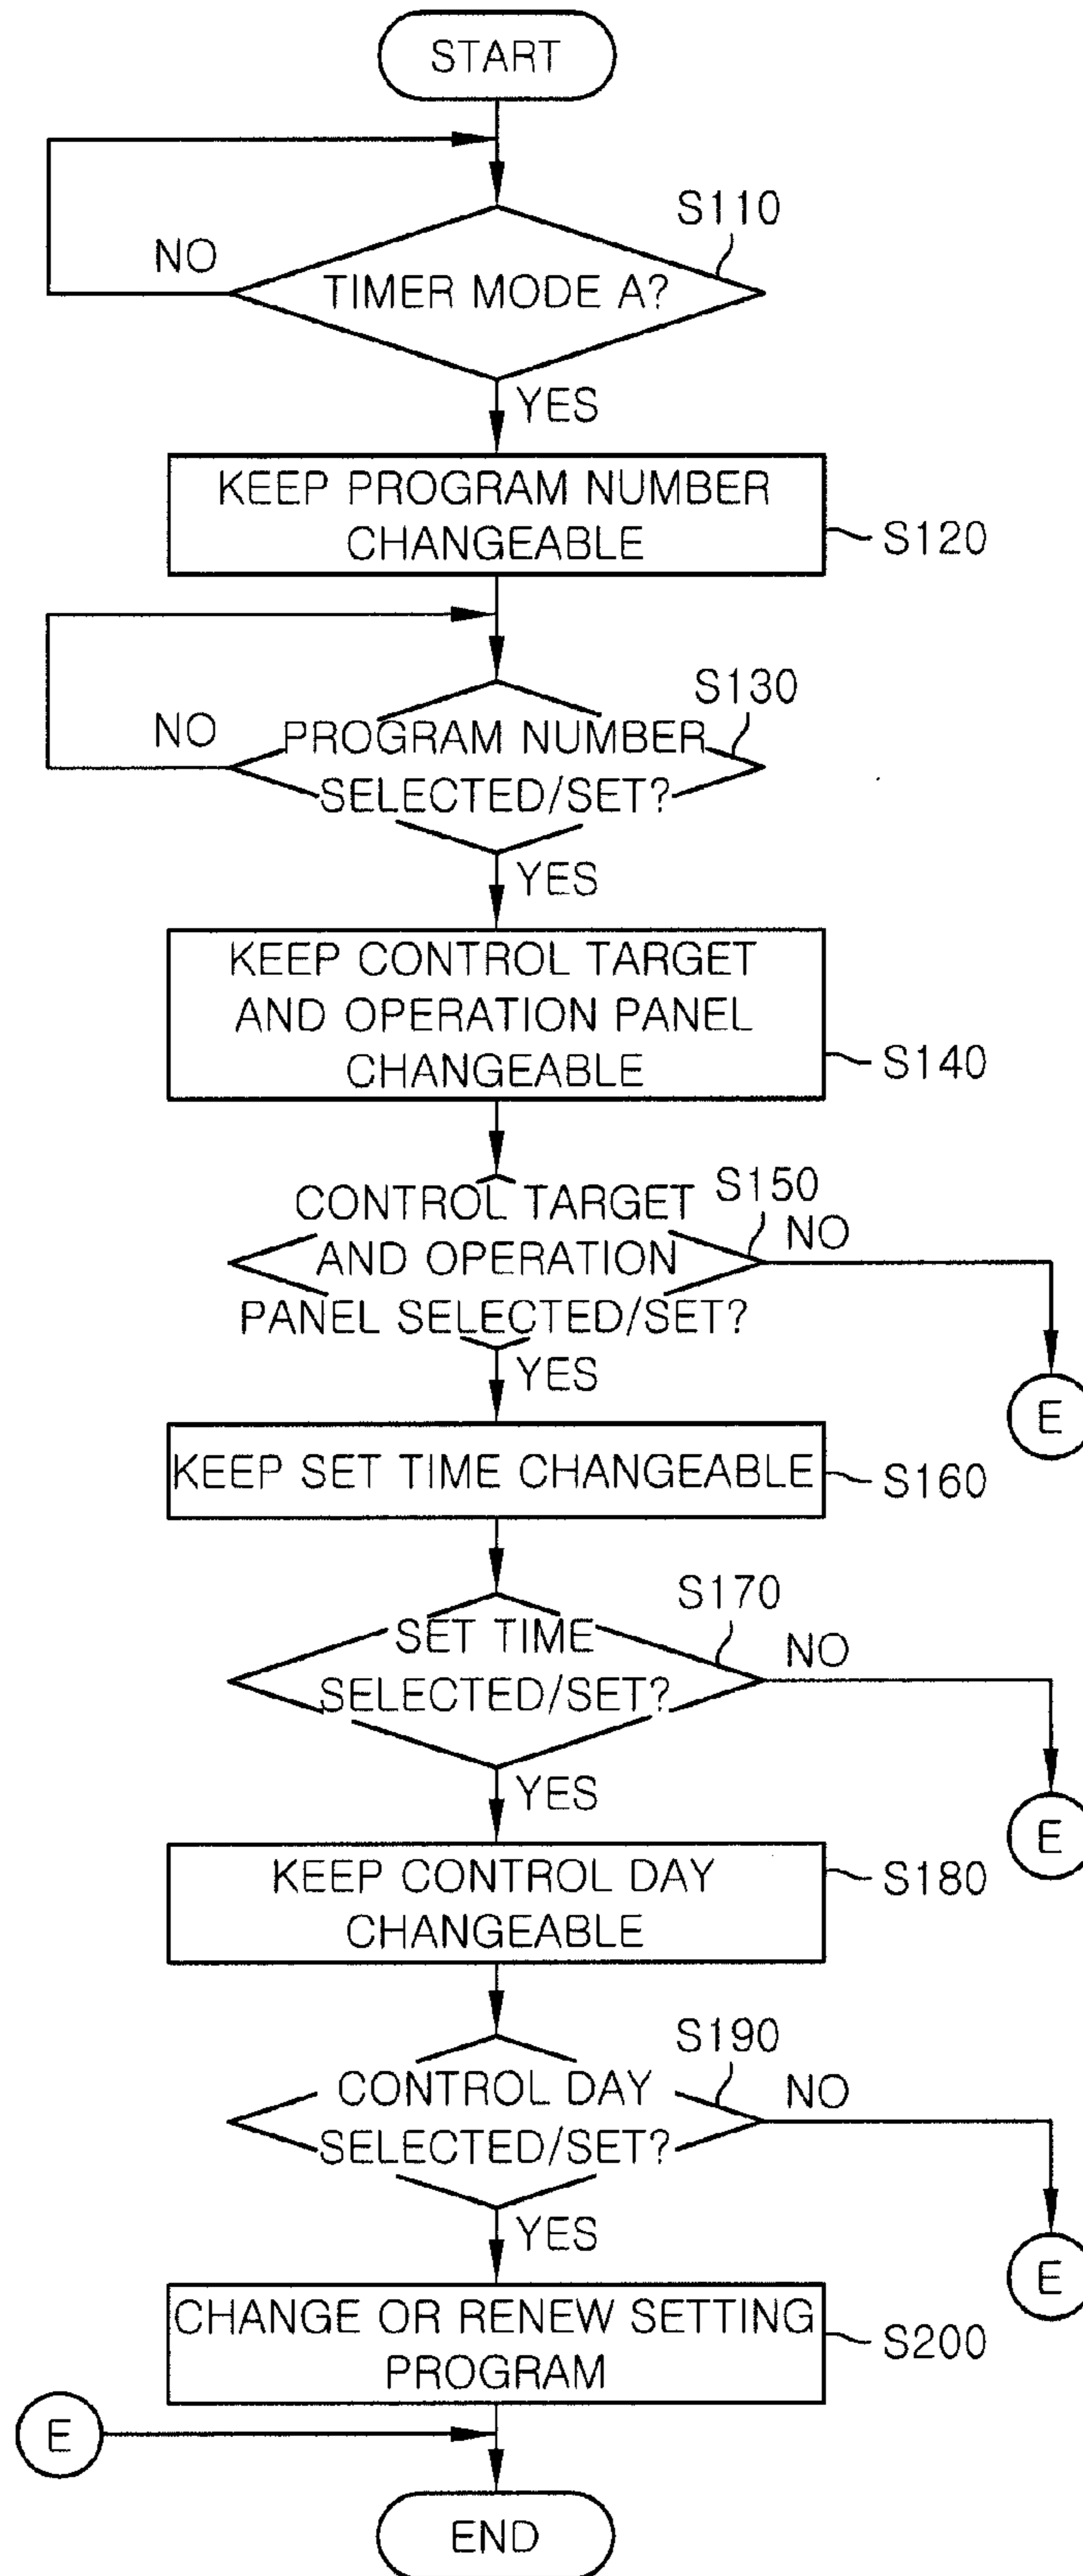 START
S110
NO
TIMER MODE A?
YES
KEEP PROGRAM NUMBER
CHANGEABLE
S120
S130
NO
PROGRAM NUMBER
SELECTED/SET?
YES
KEEP CONTROL TARGET
AND OPERATION PANEL
CHANGEABLE
S140
CONTROL TARGET
AND OPERATION
PANEL SELECTED/SET?
S150
NO
YES
E
KEEP SET TIME CHANGEABLE
S160
S170
SET TIME
SELECTED/SET?
NO
YES
E
KEEP CONTROL DAY
CHANGEABLE
S180
S190
CONTROL DAY
SELECTED/SET?
NO
YES
E
CHANGE OR RENEW SETTING
PROGRAM
S200
E
END